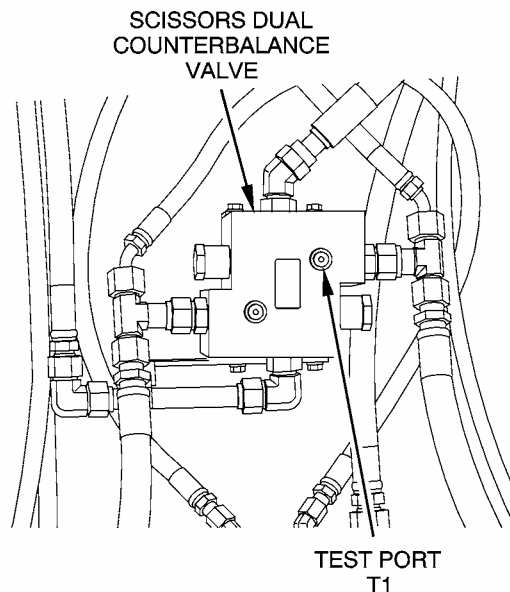 SCISSORS DUAL
COUNTERBALANCE
VALVE
TEST PORT
T1